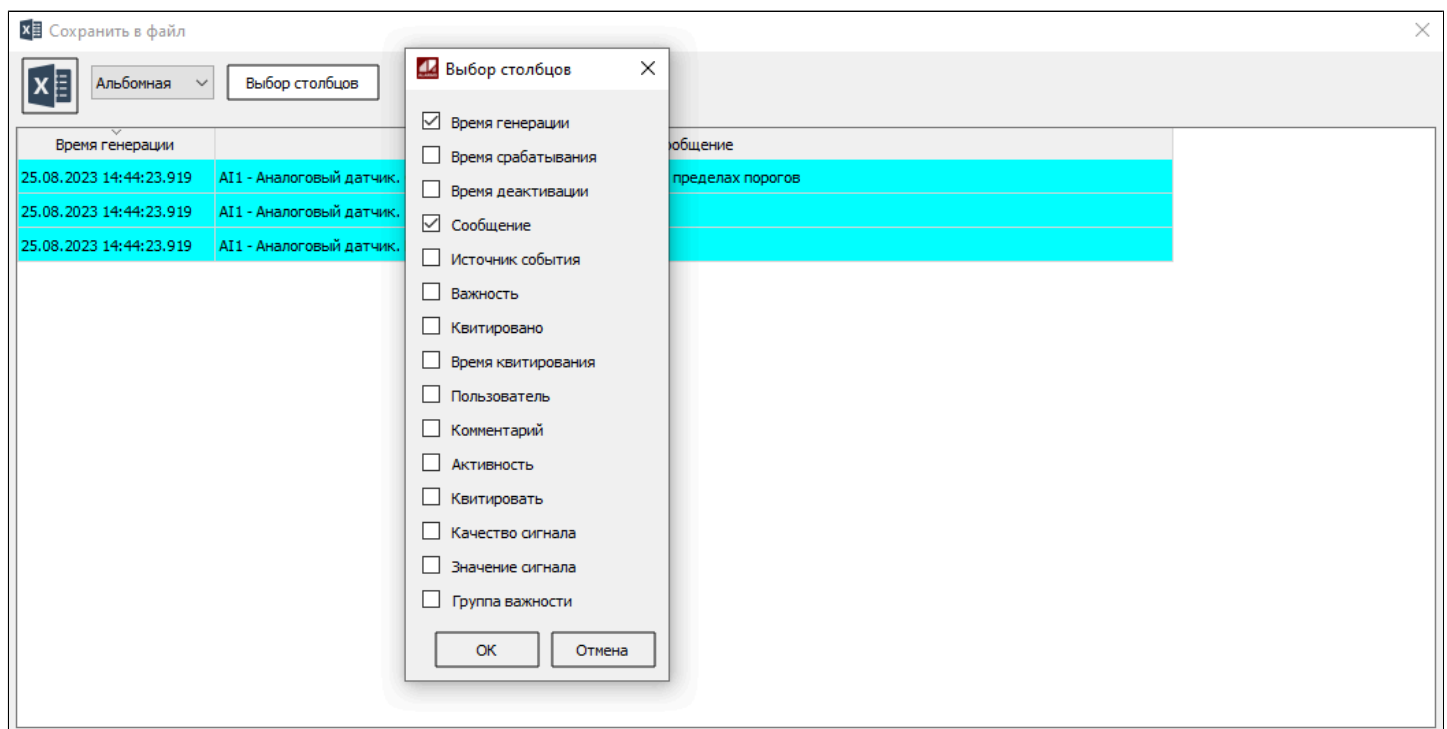 Сохранить в файл
Альбомная
Выбор столбцов
Время генерации
общение
25.08.2023 14:44:23.919 AI1 - Аналоговый датчик. пределах порогов
25.08.2023 14:44:23.919 AI1 - Аналоговый датчик.
25.08.2023 14:44:23.919 AI1 - Аналоговый датчик.
Выбор столбцов
Время генерации
Время срабатывания
Время деактивации
Сообщение
Источник события
Важность
Квитировано
Время квитирования
Пользователь
Комментарий
Активность
Квитировать
Качество сигнала
Значение сигнала
Группа важности
ОК Отмена